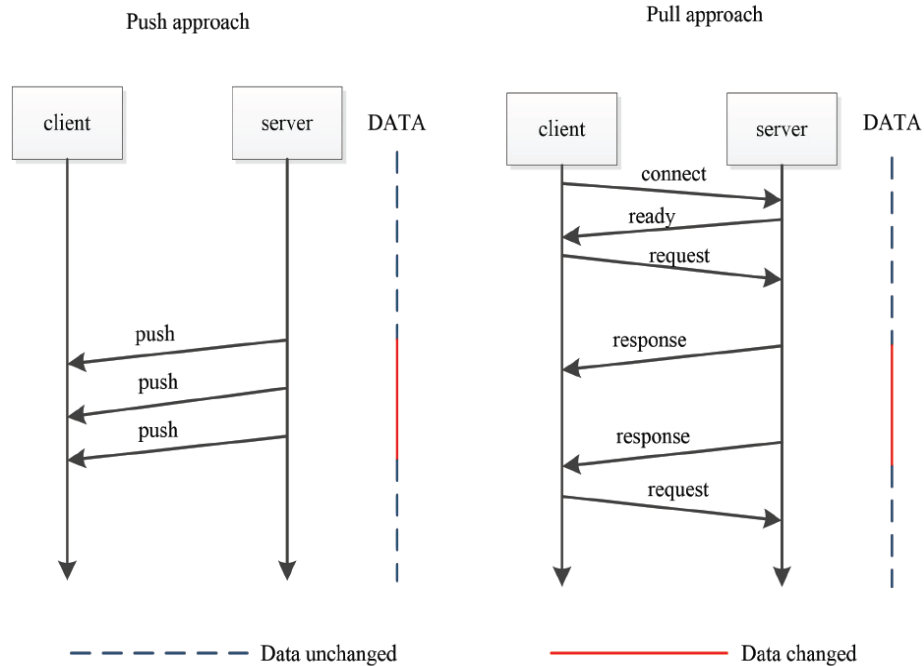 Push approach
Pull approach
client
server
DATA
client
server
DATA
connect
ready
request
push
response
push
push
response
request
Data unchanged
Data changed